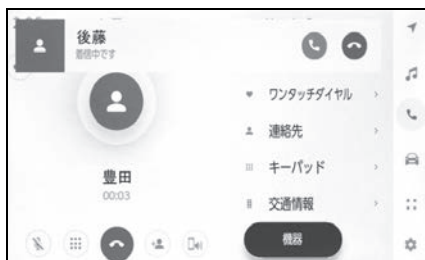 後藤
着信中です
豊田
00:03
ワンタッチダイヤル
連絡先
キーパッド
交通情報
機器